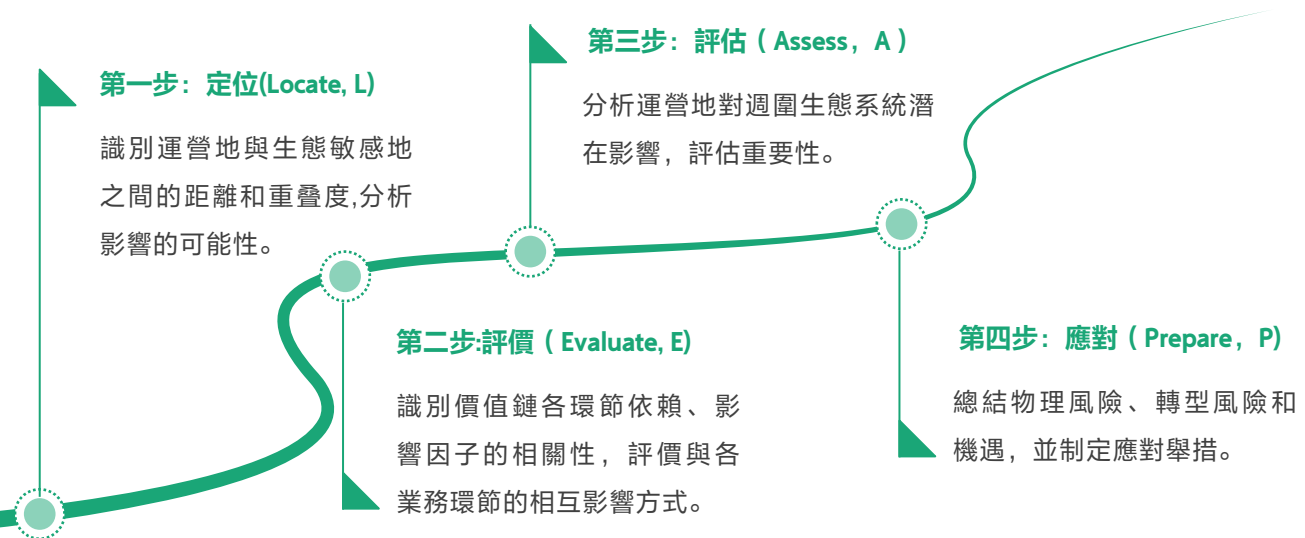 第一步：定位(Locate, L)
識別運營地與生態敏感地
之間的距離和重叠度,分析
影響的可能性。
第二步:評價（Evaluate, E)
識別價值鏈各環節依賴、影
響因子的相關性，評價與各
業務環節的相互影響方式。
第三步：評估（Assess，A）
分析運營地對週圍生態系統潛
在影響，評估重要性。
第四步：應對（Prepare，P)
總結物理風險、轉型風險和
機遇，並制定應對舉措。